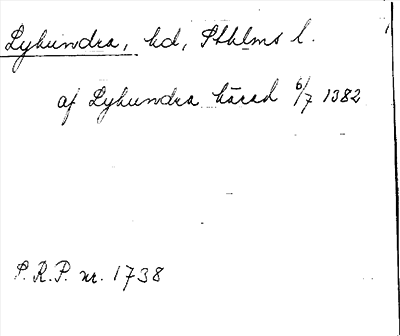 Lyhundra, hd, Sthlms l.
af Lyhundra härad 6/7 1382
S.R.P. nr. 1738